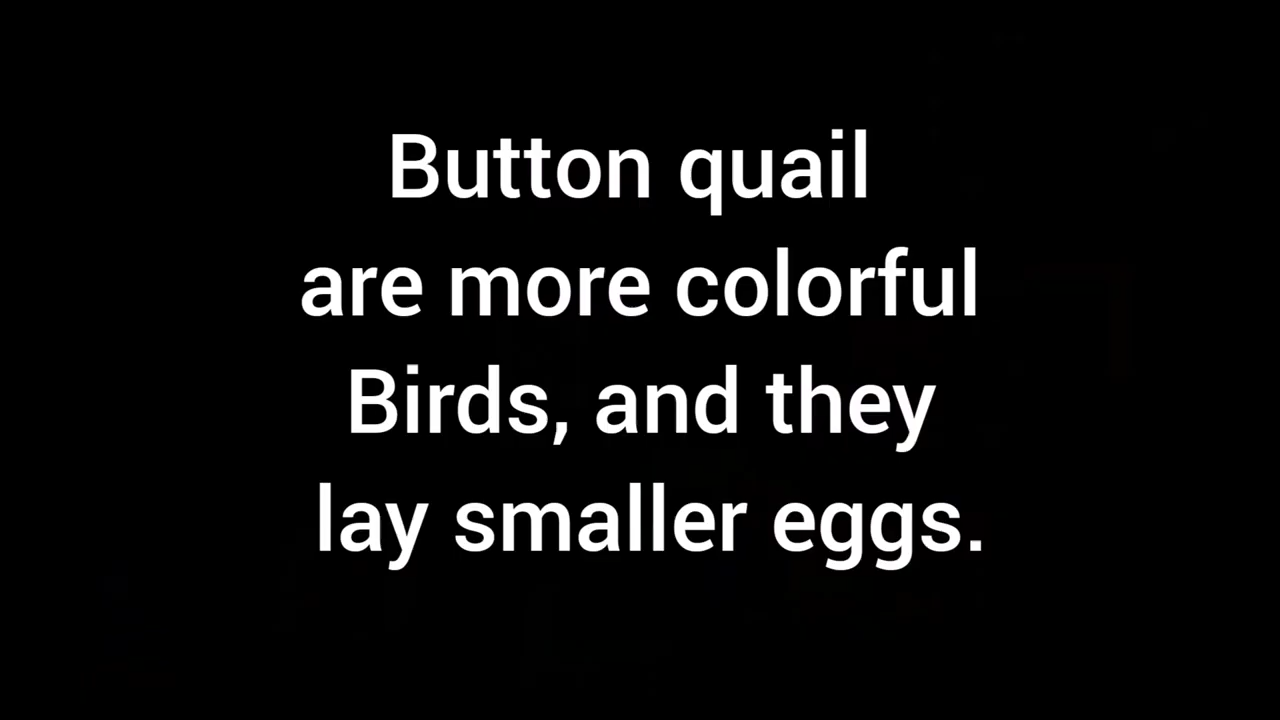 Button quail
are more colorful
Birds, and they
lay smaller eggs.